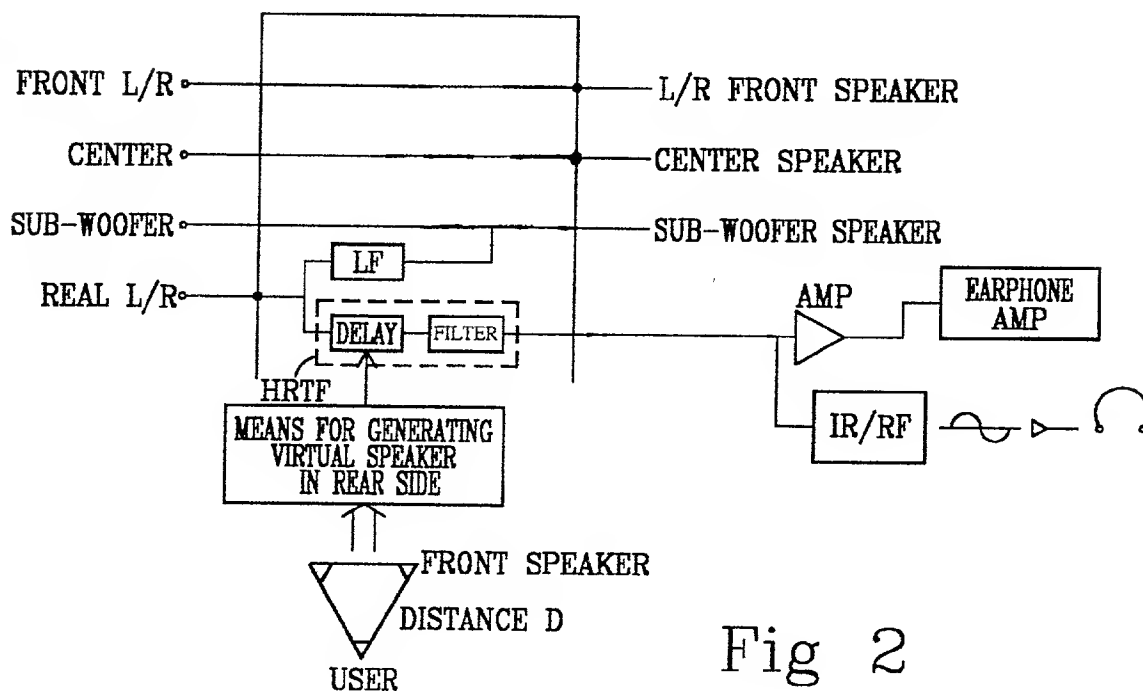 FRONT L/R
L/R FRONT SPEAKER
CENTER
CENTER SPEAKER
SUB-WOOFER
SUB-WOOFER SPEAKER
LF
REAL L/R
AMP
EARPHONE
AMP
DELAY
FILTER
HRTF
IR/RF
MEANS FOR GENERATING
VIRTUAL SPEAKER
IN REAR SIDE
FRONT SPEAKER
DISTANCE D
USER
Fig 2